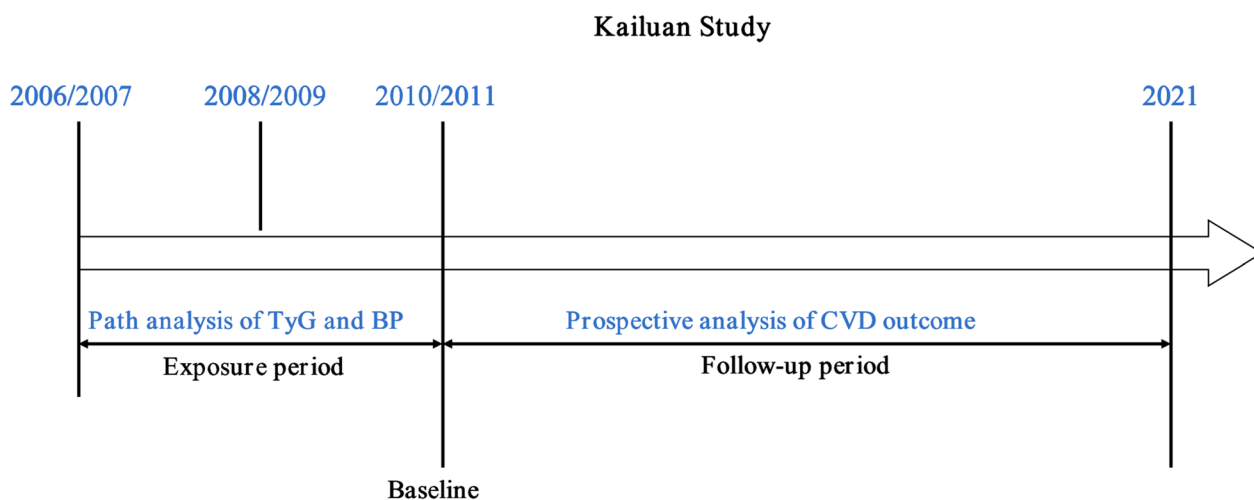 Kailuan Study
2006/2007 2008/2009 2010/2011 2021
Path analysis of TyG and BP Prospective analysis of CVD outcome
Exposure period Follow-up period
Baseline